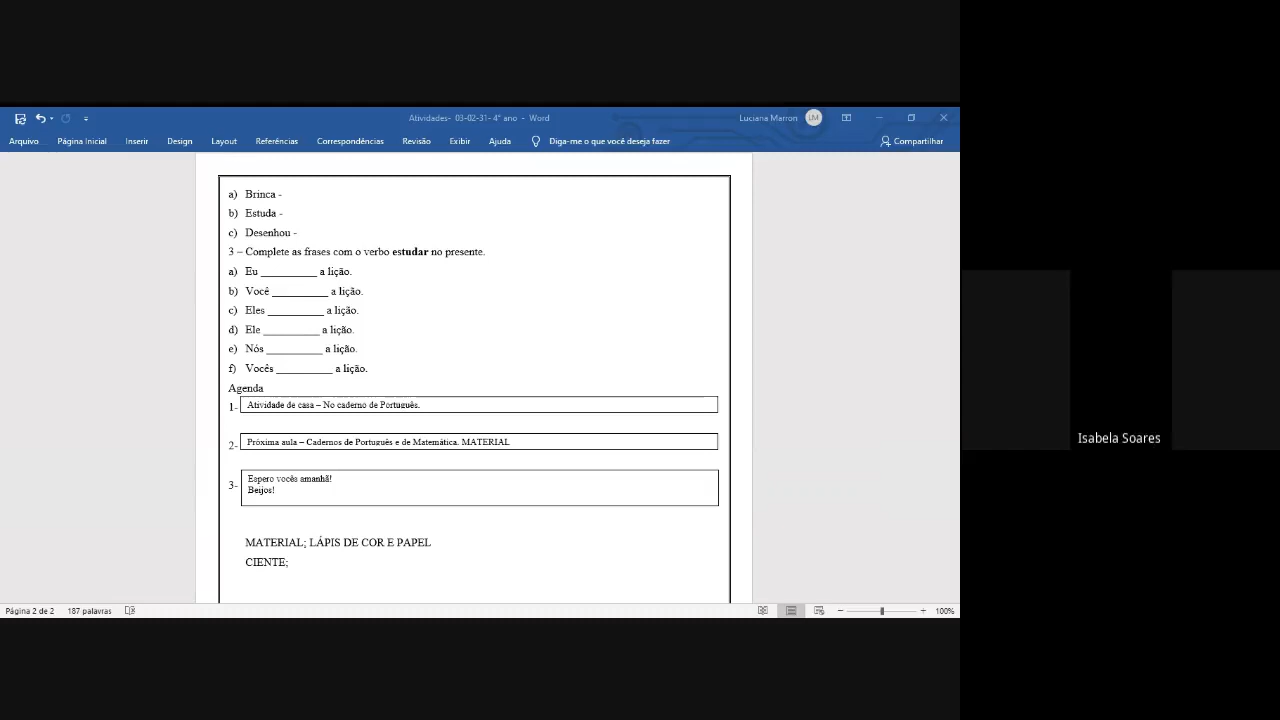 Atividades- 03-02-31- 4° ano - Word
Luciana Marron LM
Arquivo Página Inicial Inserir Design Layout Referências Correspondências Revisão Exibir Ajuda Diga-me o que você deseja fazer Compartilhar
a) Brinca -
b) Estuda -
c) Desenhou -
3 – Complete as frases com o verbo estudar no presente.
a) Eu __________ a lição.
b) Você __________ a lição.
c) Eles __________ a lição.
d) Ele __________ a lição.
e) Nós __________ a lição.
f) Vocês __________ a lição.
Agenda
1- Atividade de casa – No caderno de Português.
2- Próxima aula – Cadernos de Português e de Matemática. MATERIAL
3- Espero vocês amanhã!
Beijos!
MATERIAL; LÁPIS DE COR E PAPEL
CIENTE;
Página 2 de 2 187 palavras 100%
Isabela Soares